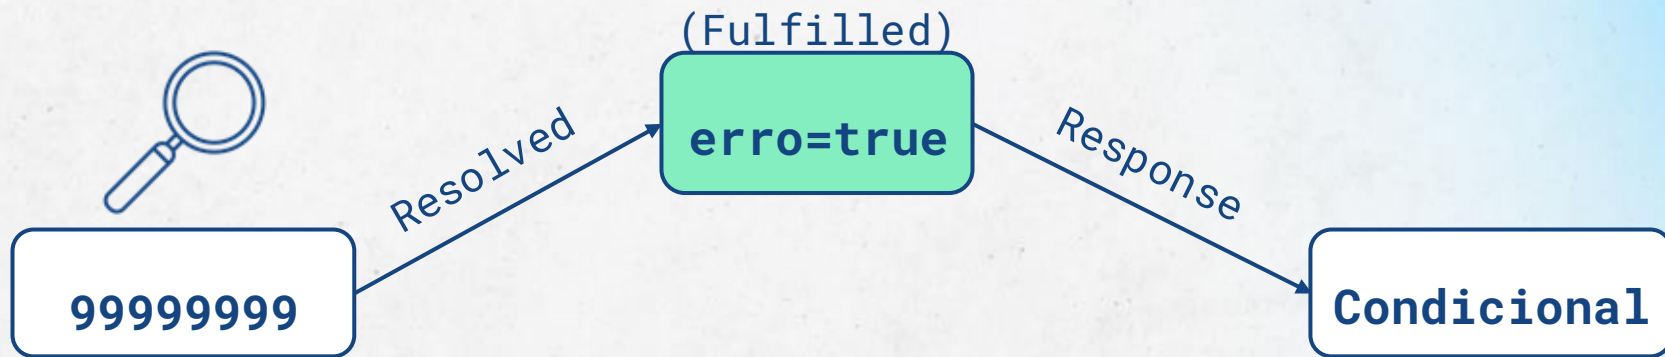 (Fulfilled)
erro=true
Resolved
Response
99999999
Condicional